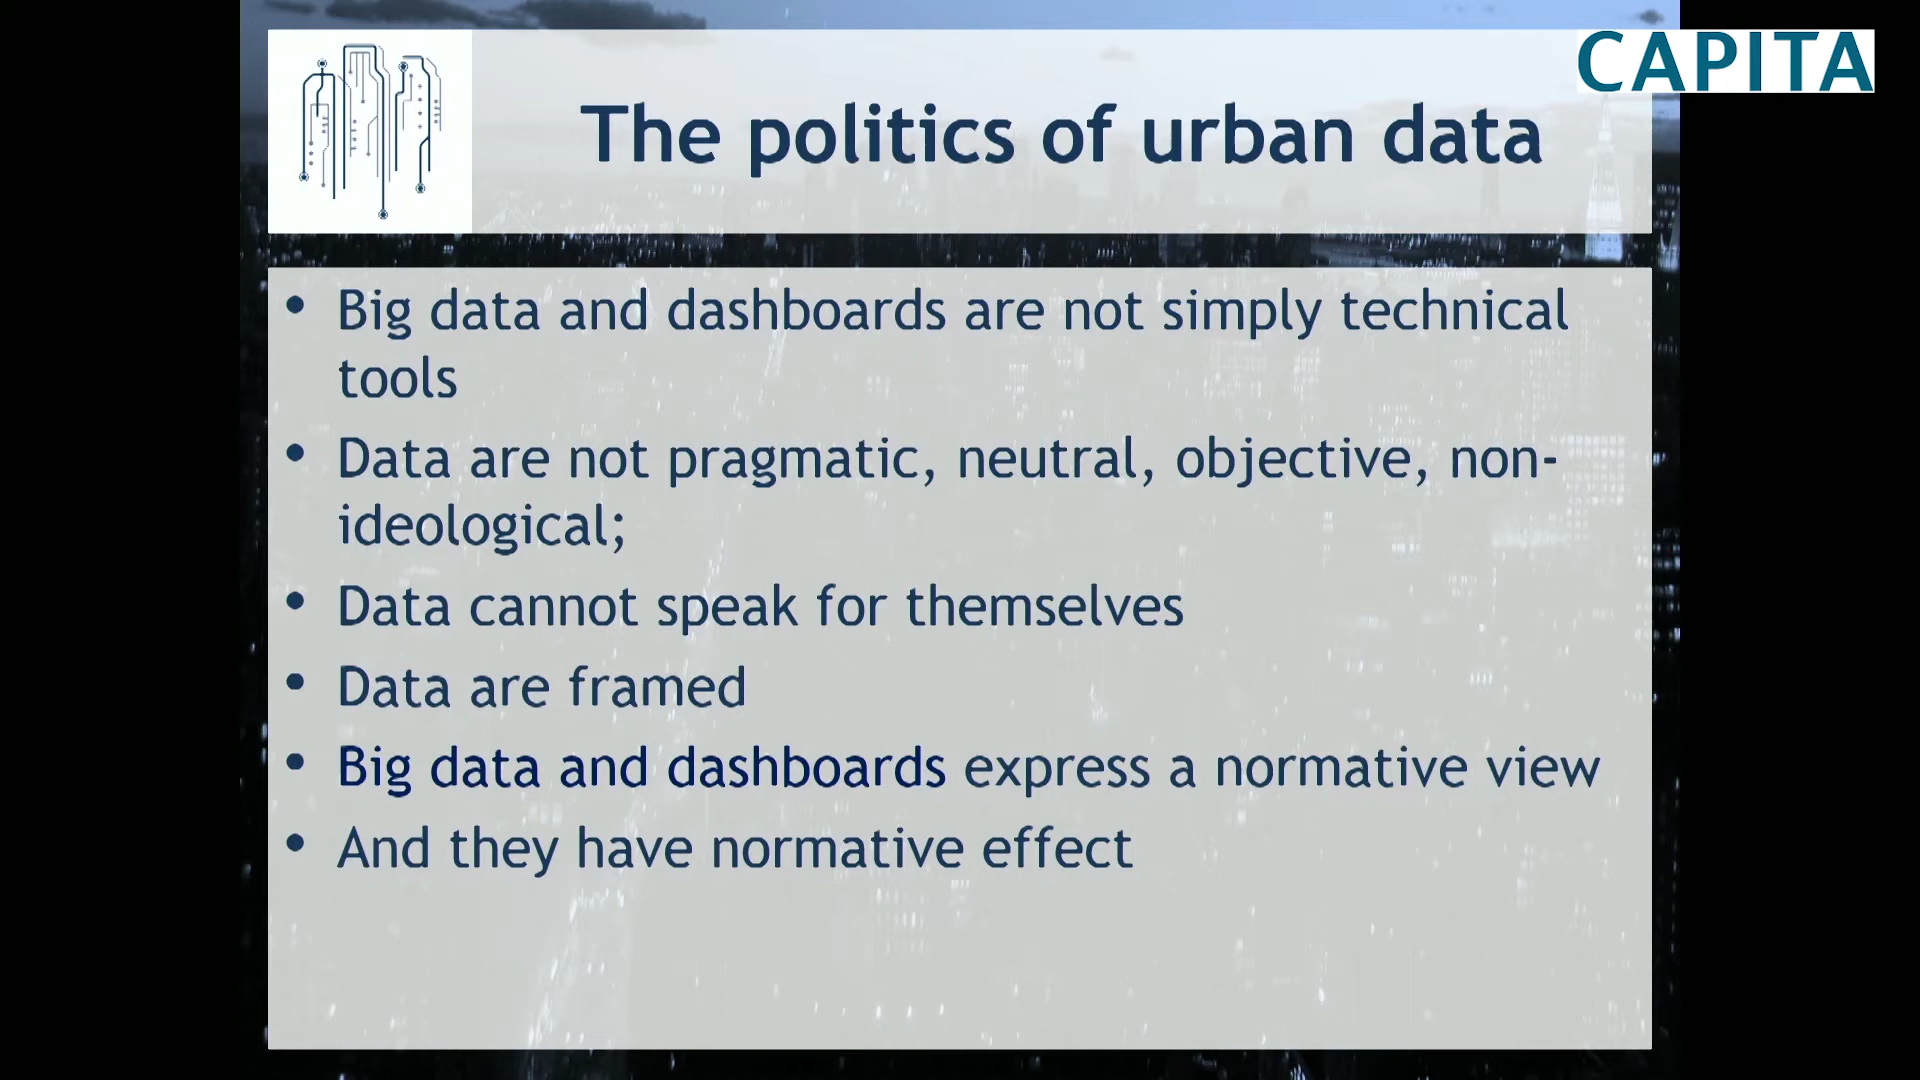 CAPITA
The politics of urban data
• Big data and dashboards are not simply technical
tools
• Data are not pragmatic, neutral, objective, non-
ideological;
• Data cannot speak for themselves
• Data are framed
• Big data and dashboards express a normative view
• And they have normative effect